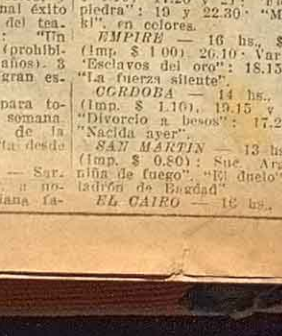 nal éxito
del tea-
: "Un
(prohibi-
años). 3
gran es-
para to-
semana
de la
desde
— Sar-
a no-
iana fa-
piedra": 19 y 22.30 "M
ki", en colores.
EMPIRE — 16 hs., $
(Imp. $ 1.00) 20.10 Var
"Esclavos del oro": 18.15
"La fuerza silente".
CORDOBA — 14 hs.,
(Imp. $ 1.10), 19.15 y
"Divorcio a besos": 17.2
"Nacida ayer".
SAN MARTIN — 13 hs
(Imp. $ 0.80): Suc. Ar
niña de fuego". "El duelo"
ladrón de Bagdad"
EL CAIRO — 16 hs.,